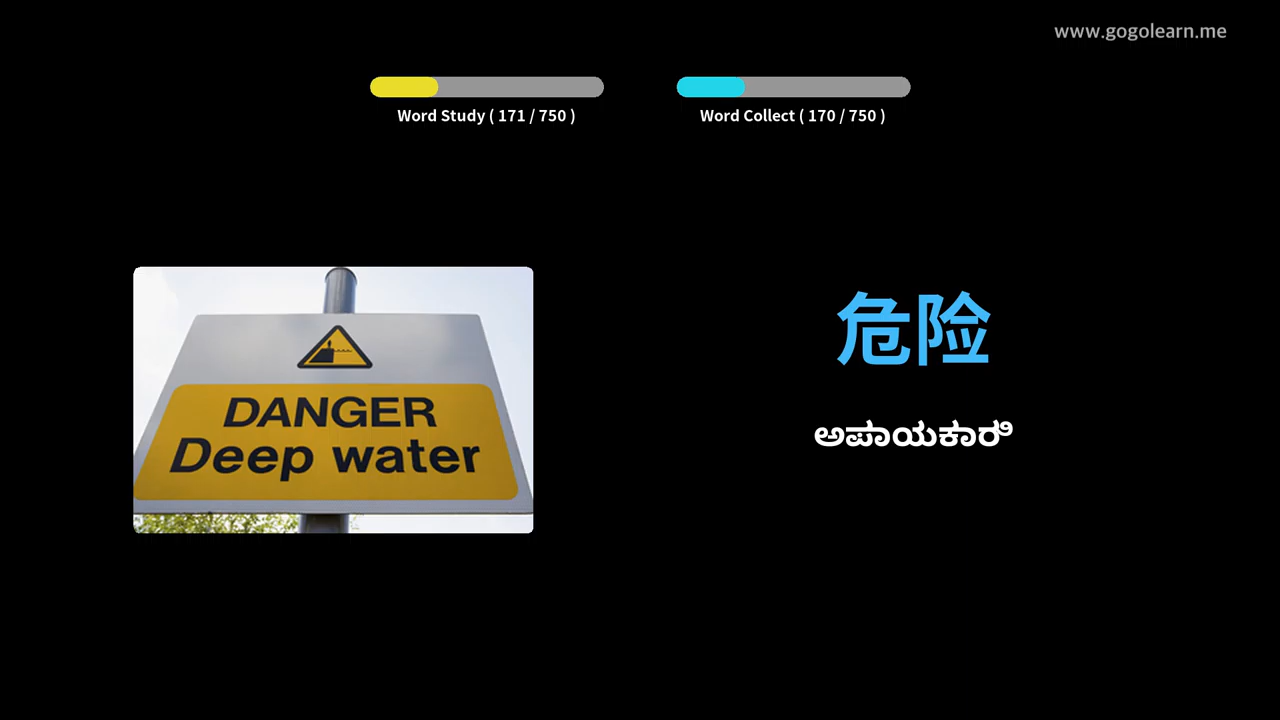 www.gogolearn.me
Word Study ( 171 / 750 )
Word Collect ( 170 / 750 )
DANGER
Deep water
危险
ಅಪಾಯಕಾರಿ